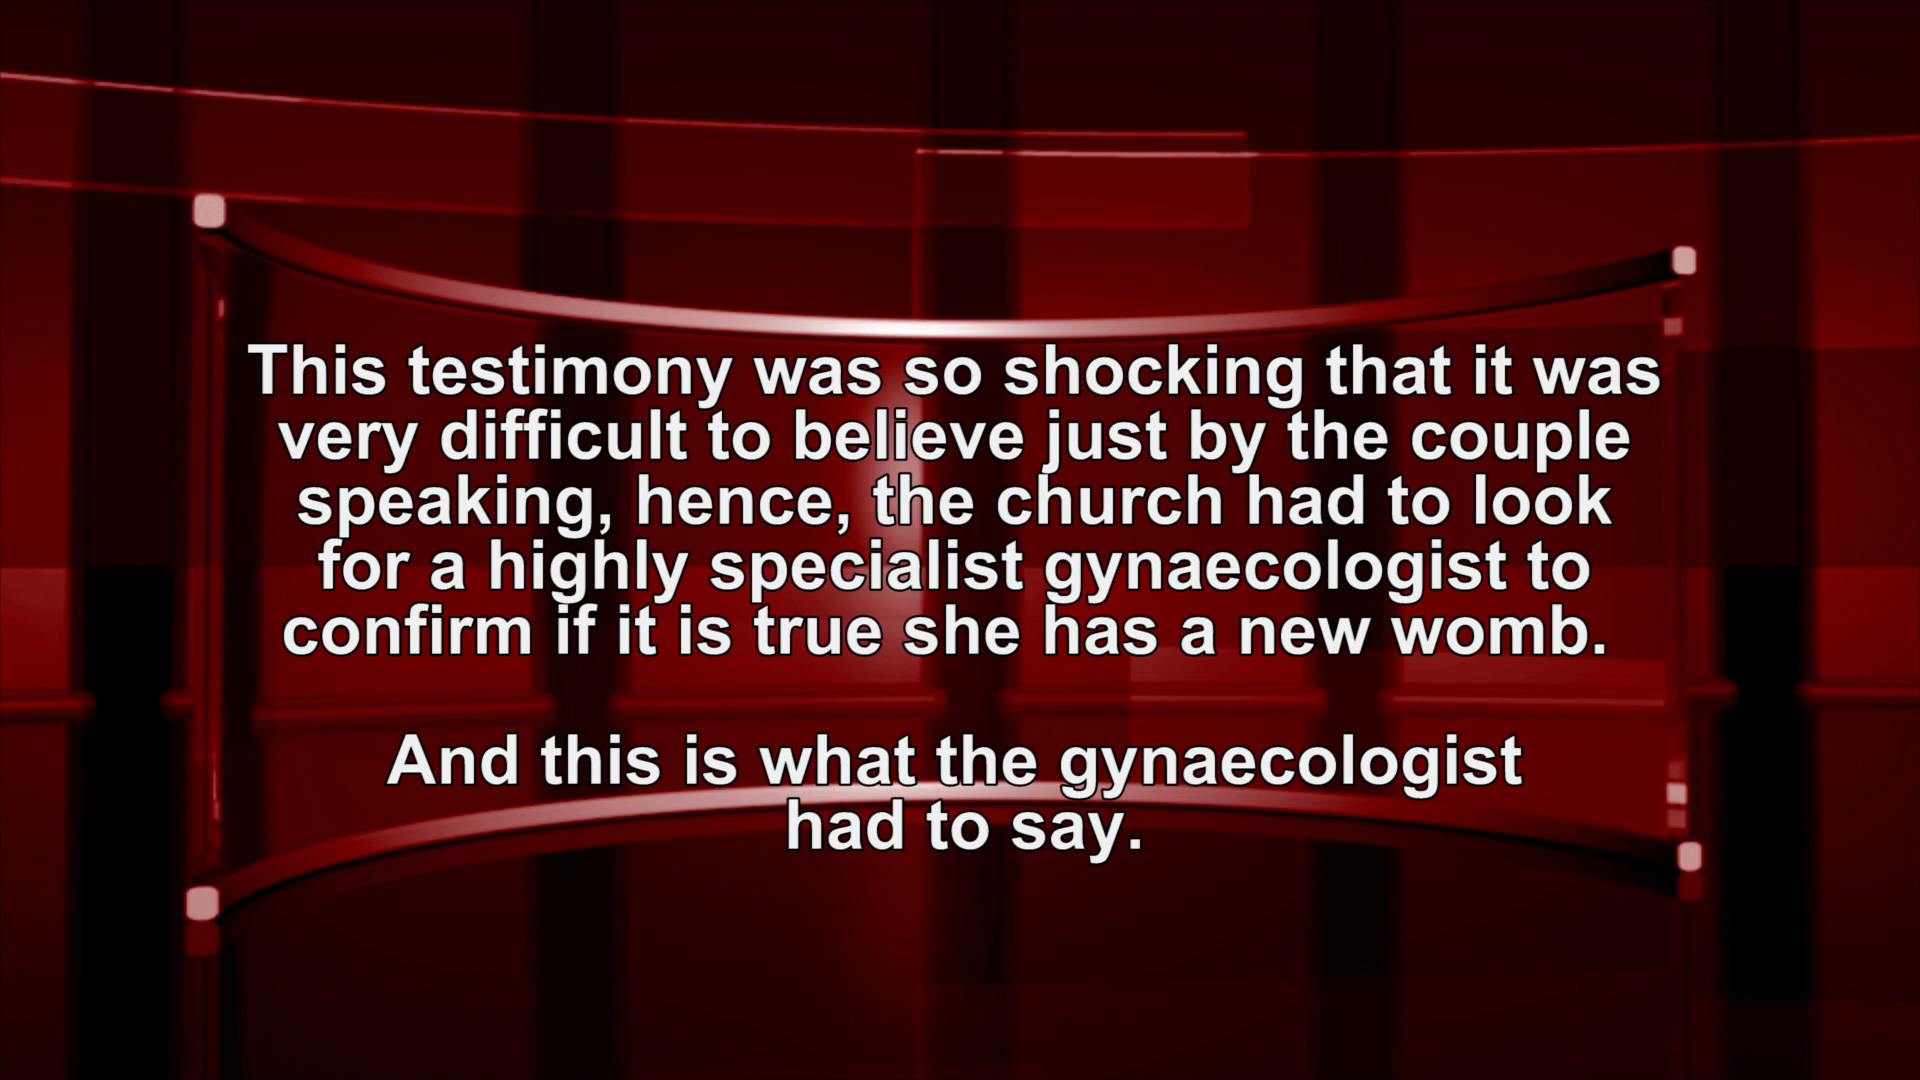 This testimony was so shocking that it was
very difficult to believe just by the couple
speaking, hence, the church had to look
for a highly specialist gynaecologist to
confirm if it is true she has a new womb.
And this is what the gynaecologist
had to say.